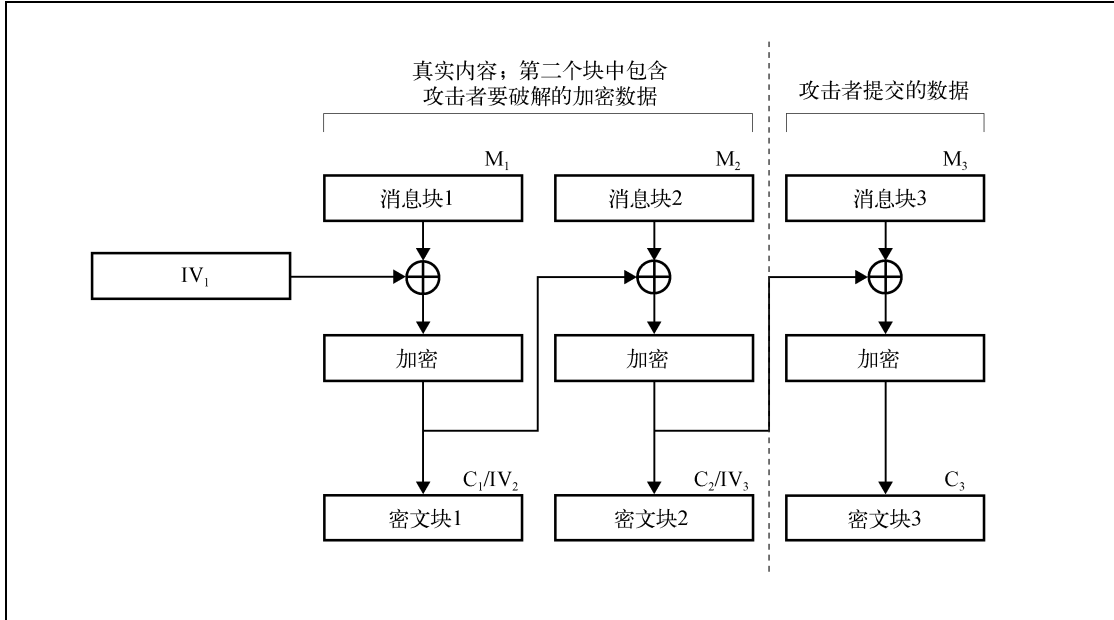 真实内容；第二个块中包含
攻击者要破解的加密数据
攻击者提交的数据
M₁
M₂
M₃
消息块1
消息块2
消息块3
IV₁
加密
加密
加密
C₁/IV₂
C₂/IV₃
C₃
密文块1
密文块2
密文块3